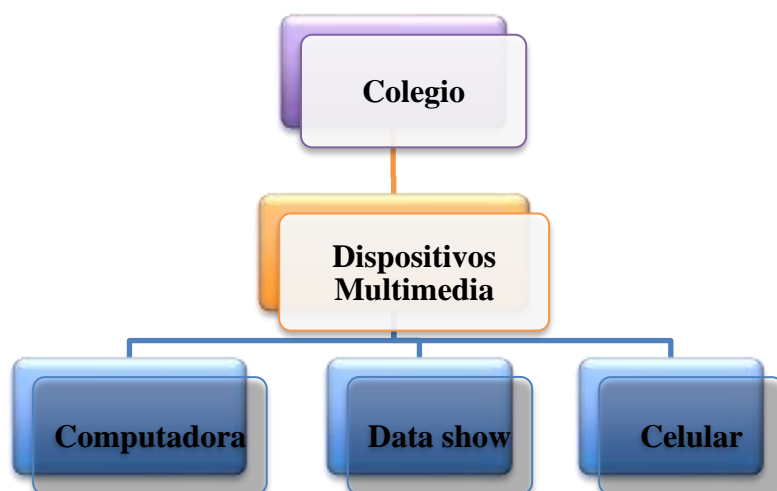 Colegio
Dispositivos
Multimedia
Computadora
Data show
Celular